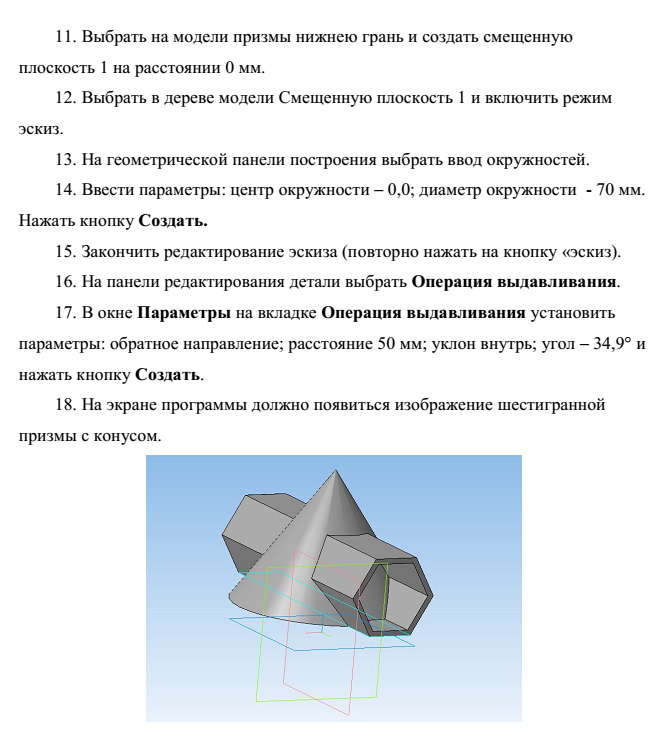 11. Выбрать на модели призмы нижнею грань и создать смещенную
плоскость 1 на расстоянии 0 мм.
12. Выбрать в дереве модели Смещенную плоскость 1 и включить режим
эскиз.
13. На геометрической панели построения выбрать ввод окружностей.
14. Ввести параметры: центр окружности – 0,0; диаметр окружности - 70 мм.
Нажать кнопку Создать.
15. Закончить редактирование эскиза (повторно нажать на кнопку «эскиз).
16. На панели редактирования детали выбрать Операция выдавливания.
17. В окне Параметры на вкладке Операция выдавливания установить
параметры: обратное направление; расстояние 50 мм; уклон внутрь; угол – 34,9° и
нажать кнопку Создать.
18. На экране программы должно появиться изображение шестигранной
призмы с конусом.